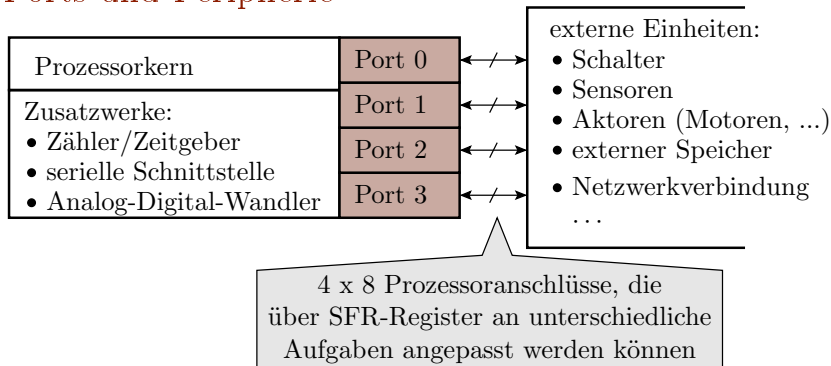 Ports und Peripherie
Prozessorkern
Zusatzwerke:
• Zähler/Zeitgeber
• serielle Schnittstelle
• Analog-Digital-Wandler
Port 0
Port 1
Port 2
Port 3
externe Einheiten:
• Schalter
• Sensoren
• Aktoren (Motoren, ...)
• externer Speicher
• Netzwerkverbindung
...
4 x 8 Prozessoranschlüsse, die
über SFR-Register an unterschiedliche
Aufgaben angepasst werden können